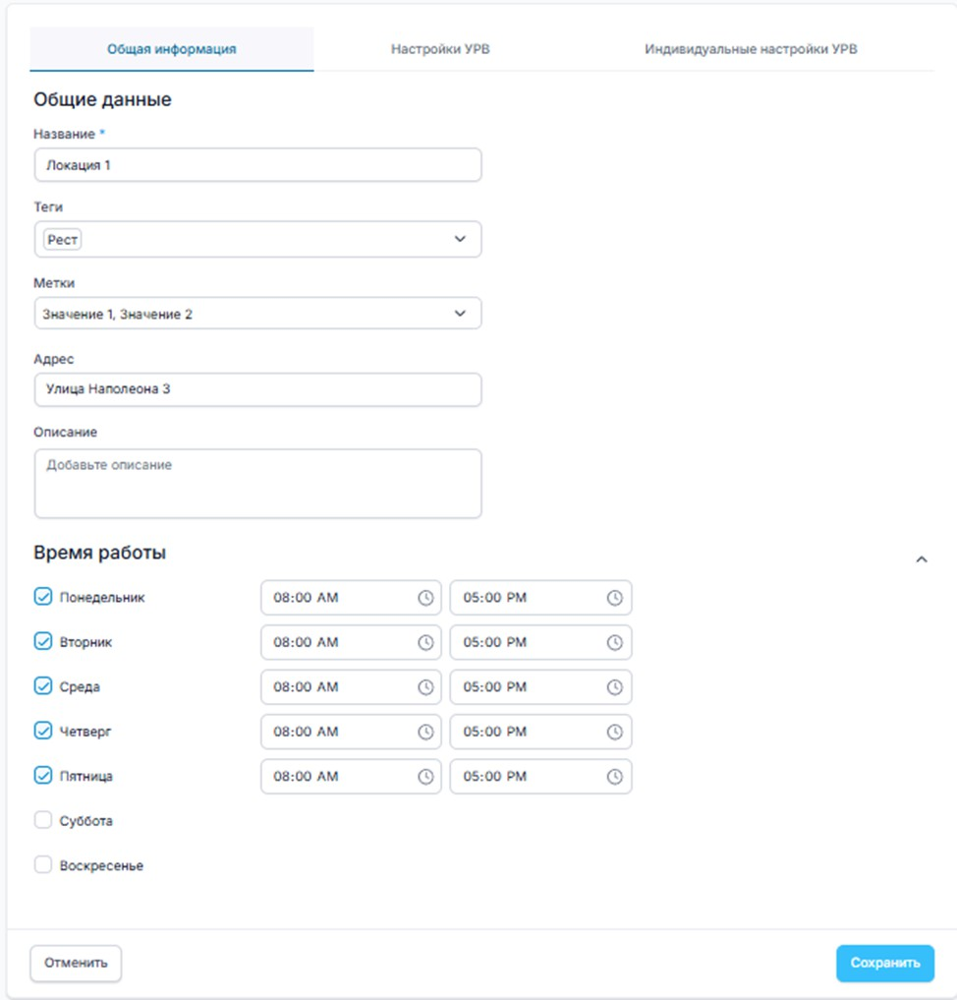 Общая информация Настройки УРВ Индивидуальные настройки УРВ
Общие данные
Название *
Локация 1
Теги
Рест
Метки
Значение 1, Значение 2
Адрес
Улица Наполеона 3
Описание
Добавьте описание
Время работы
Понедельник 08:00 AM 05:00 PM
Вторник 08:00 AM 05:00 PM
Среда 08:00 AM 05:00 PM
Четверг 08:00 AM 05:00 PM
Пятница 08:00 AM 05:00 PM
Суббота
Воскресенье
Отменить Сохранить